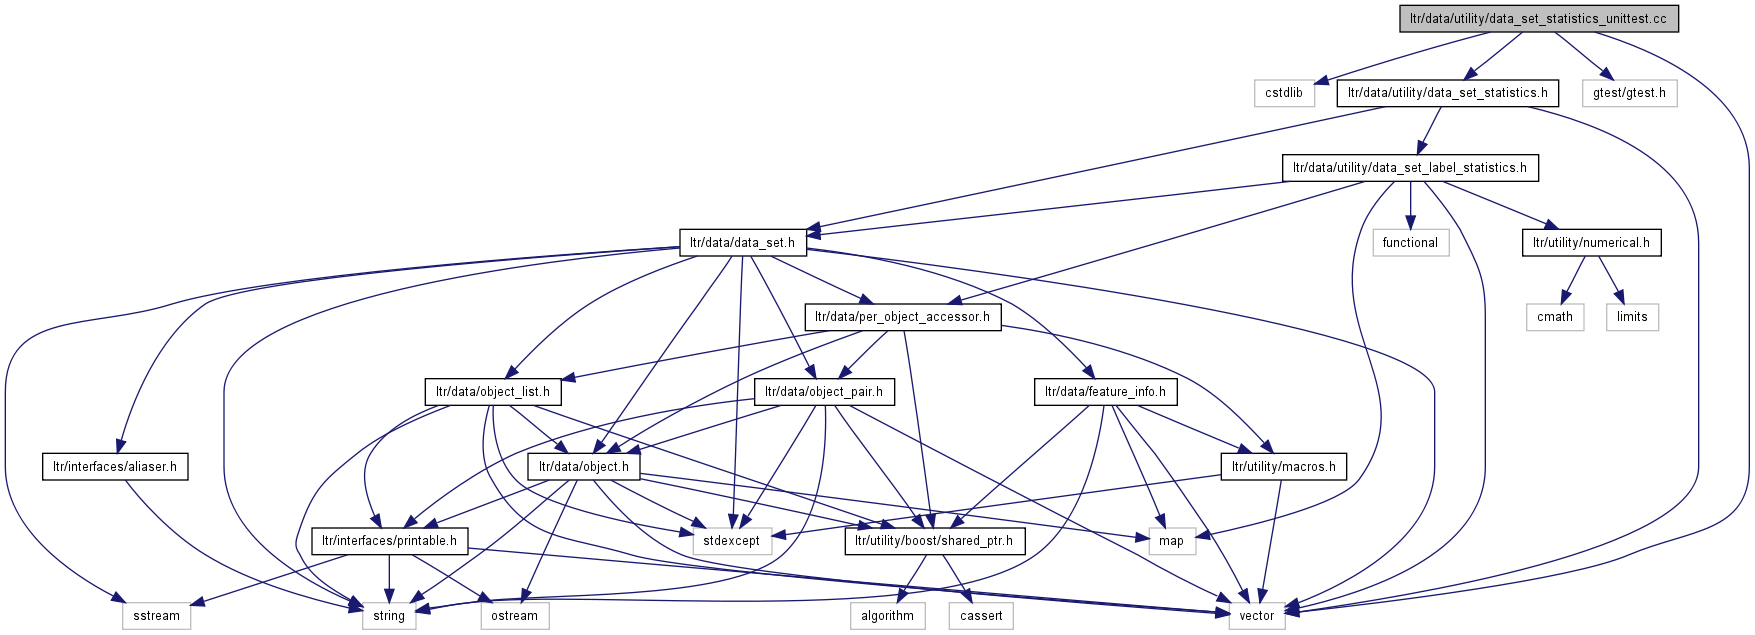 ltr/data/utility/data_set_statistics_unittest.cc
cstdlib
ltr/data/utility/data_set_statistics.h
gtest/gtest.h
ltr/data/utility/data_set_label_statistics.h
ltr/data/data_set.h
functional
ltr/utility/numerical.h
ltr/data/per_object_accessor.h
cmath
limits
ltr/data/object_list.h
ltr/data/object_pair.h
ltr/data/feature_info.h
ltr/interfaces/aliaser.h
ltr/data/object.h
ltr/utility/macros.h
ltr/interfaces/printable.h
stdexcept
ltr/utility/boost/shared_ptr.h
map
sstream
string
ostream
algorithm
cassert
vector